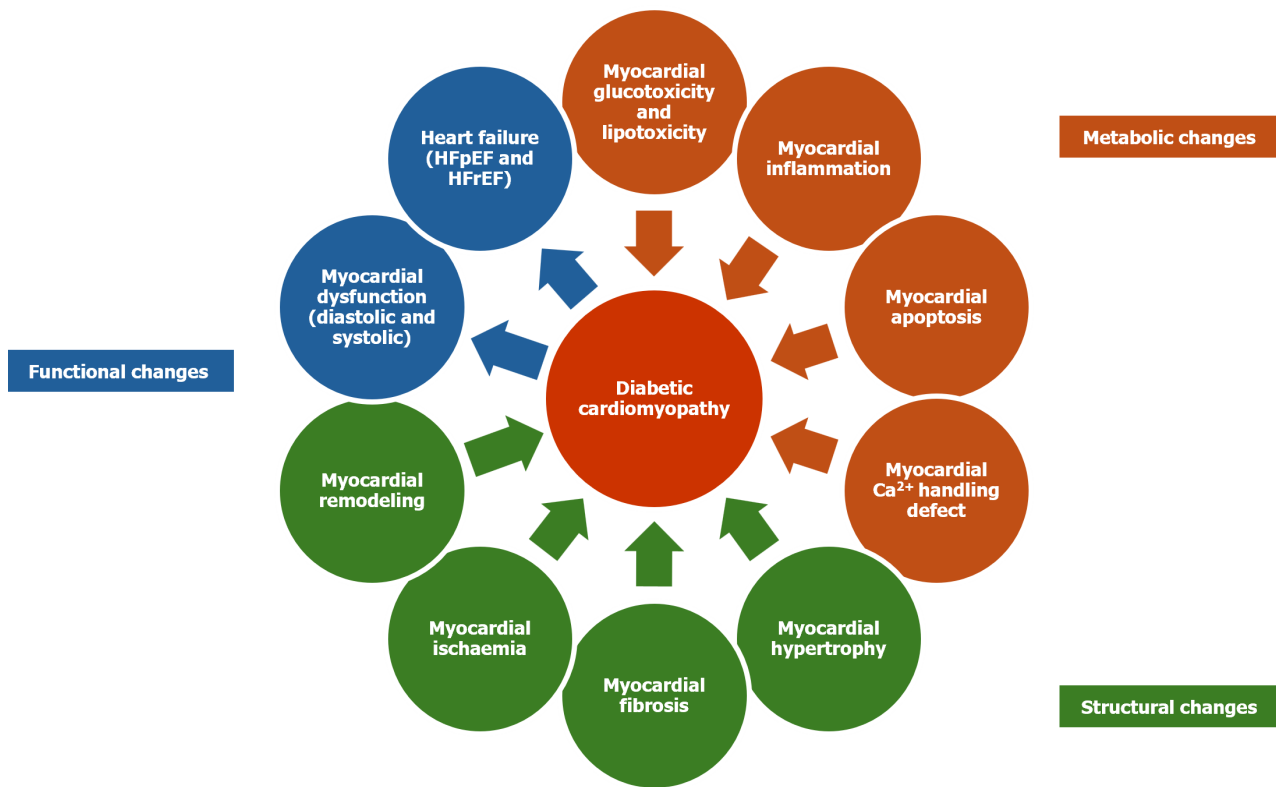 Myocardial
glucotoxicity
and
lipotoxicity
Myocardial
inflammation
Myocardial
apoptosis
Myocardial
Ca²⁺ handling
defect
Myocardial
hypertrophy
Myocardial
fibrosis
Myocardial
ischaemia
Myocardial
remodeling
Myocardial
dysfunction
(diastolic and
systolic)
Heart failure
(HFpEF and
HFrEF)
Diabetic
cardiomyopathy
Metabolic changes
Functional changes
Structural changes